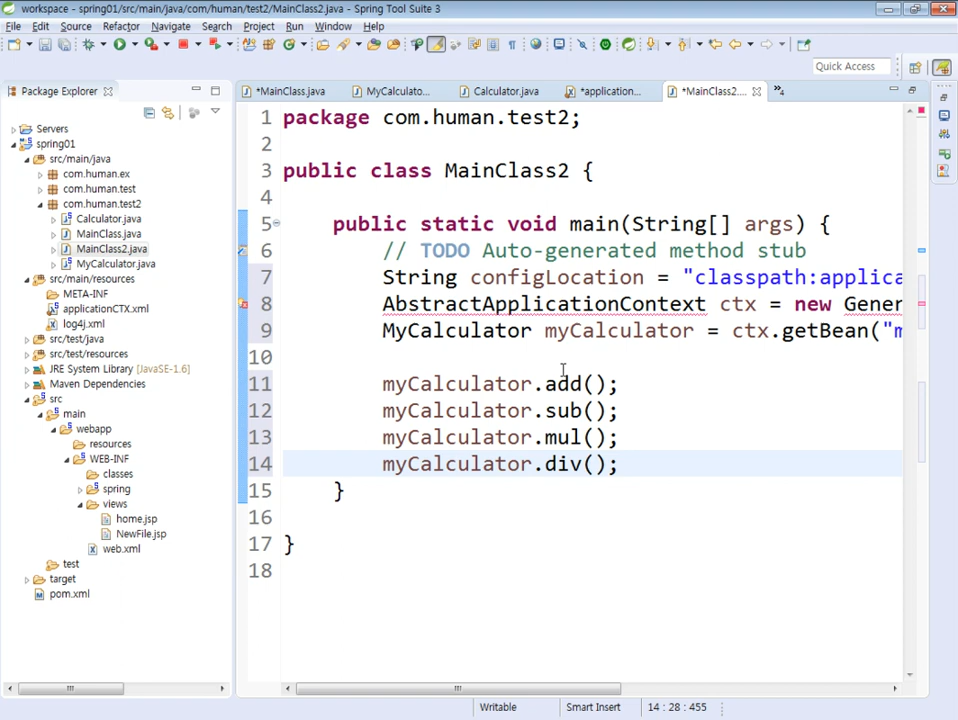 workspace - spring01/src/main/java/com/human/test2/MainClass2.java - Spring Tool Suite 3
File Edit Source Refactor Navigate Search Project Run Window Help
Quick Access
Package Explorer
*MainClass.java
MyCalculato...
Calculator.java
*application...
*MainClass2....
»4
Servers
spring01
src/main/java
com.human.ex
com.human.test
com.human.test2
Calculator.java
MainClass.java
MainClass2.java
MyCalculator.java
src/main/resources
META-INF
applicationCTX.xml
log4j.xml
src/test/java
src/test/resources
JRE System Library [JavaSE-1.6]
Maven Dependencies
src
main
webapp
resources
WEB-INF
classes
spring
views
home.jsp
NewFile.jsp
web.xml
test
target
pom.xml
1 package com.human.test2;
2
3 public class MainClass2 {
4
5 public static void main(String[] args) {
6 // TODO Auto-generated method stub
7 String configLocation = "classpath:applica
8 AbstractApplicationContext ctx = new Gener
9 MyCalculator myCalculator = ctx.getBean("m
10
11 myCalculator.add();
12 myCalculator.sub();
13 myCalculator.mul();
14 myCalculator.div();
15 }
16
17 }
18
Writable Smart Insert 14 : 28 : 455